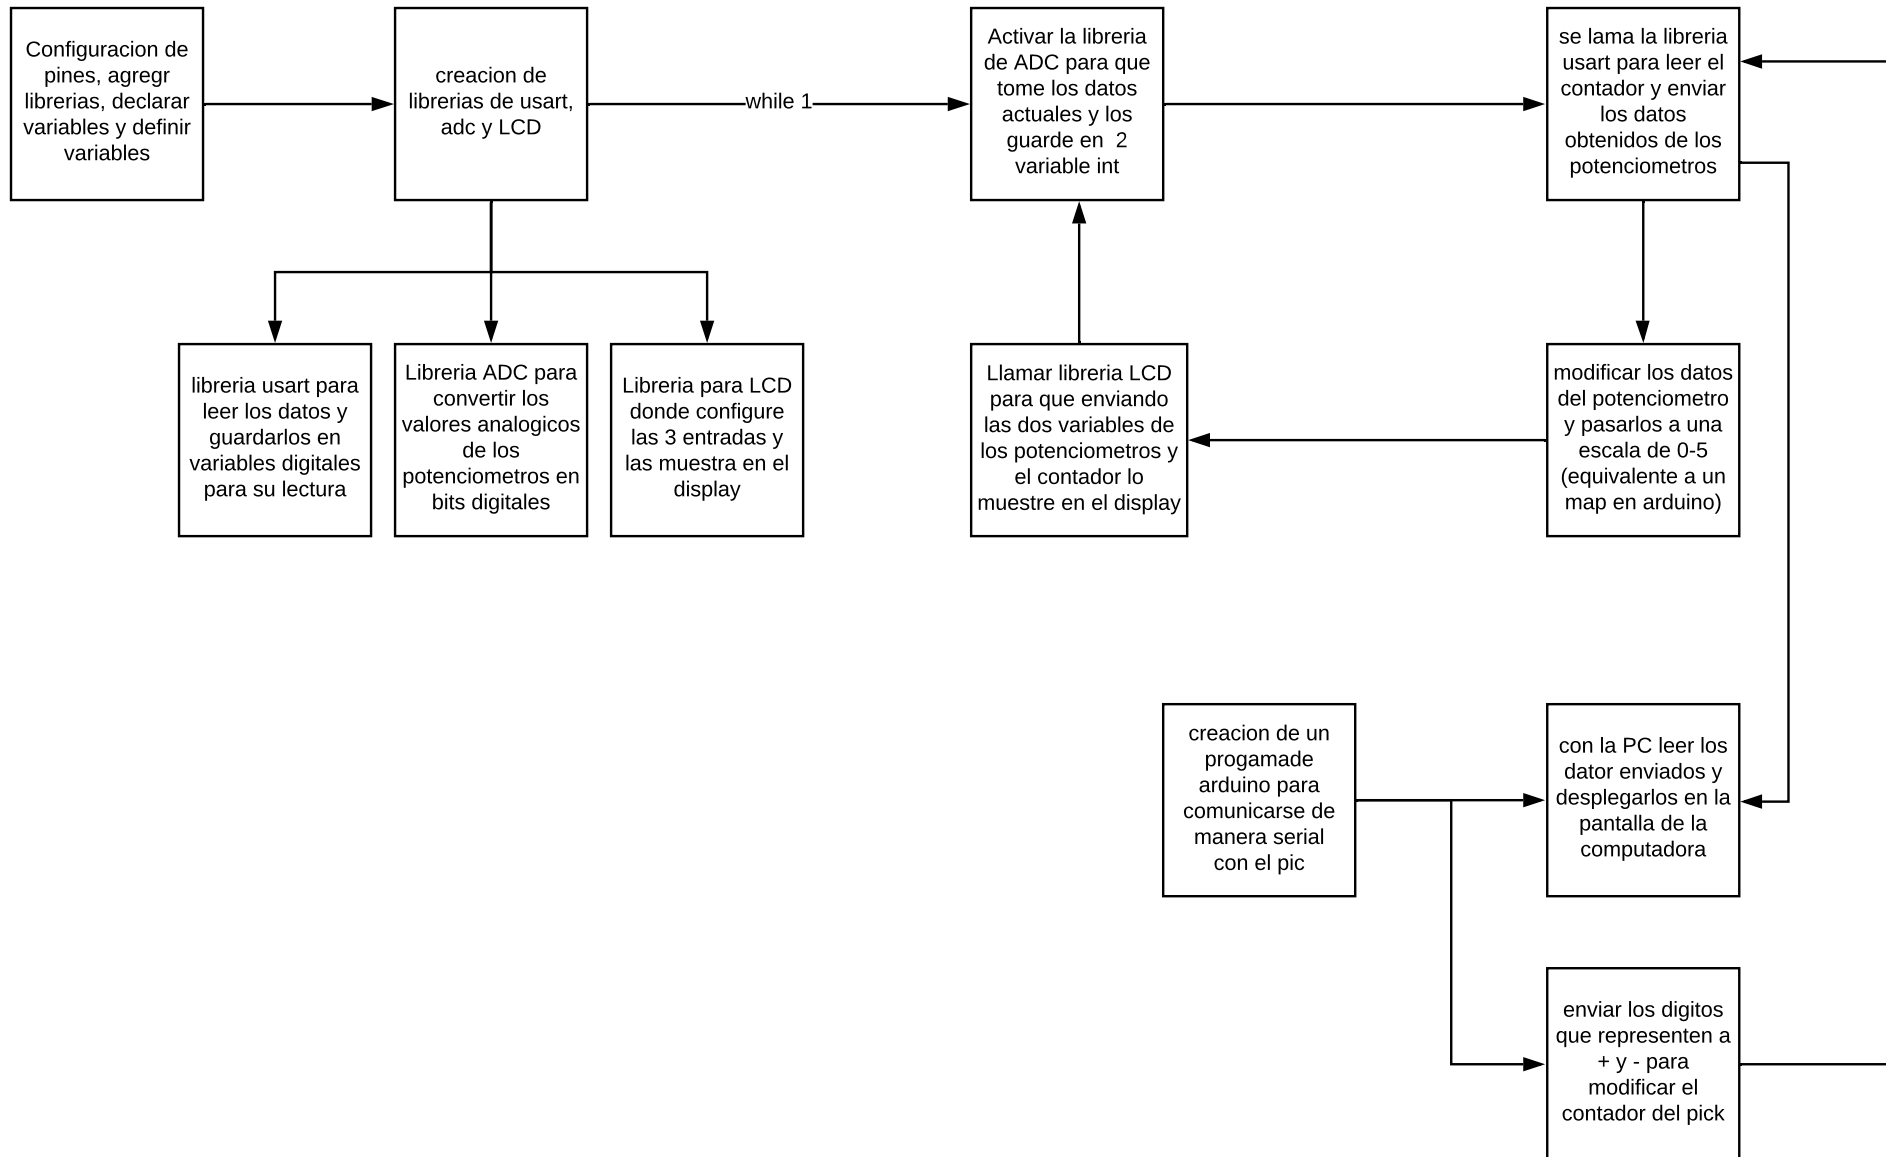 Configuracion de
pines, agregr
librerias, declarar
variables y definir
variables
creacion de
librerias de usart,
adc y LCD
while 1
Activar la libreria
de ADC para que
tome los datos
actuales y los
guarde en  2
variable int
se lama la libreria
usart para leer el
contador y enviar
los datos
obtenidos de los
potenciometros
libreria usart para
leer los datos y
guardarlos en
variables digitales
para su lectura
Libreria ADC para
convertir los
valores analogicos
de los
potenciometros en
bits digitales
Libreria para LCD
donde configure
las 3 entradas y
las muestra en el
display
Llamar libreria LCD
para que enviando
las dos variables de
los potenciometros y
el contador lo
muestre en el display
modificar los datos
del potenciometro
y pasarlos a una
escala de 0-5
(equivalente a un
map en arduino)
creacion de un
progamade
arduino para
comunicarse de
manera serial
con el pic
con la PC leer los
dator enviados y
desplegarlos en la
pantalla de la
computadora
enviar los digitos
que representen a
+ y - para
modificar el
contador del pick